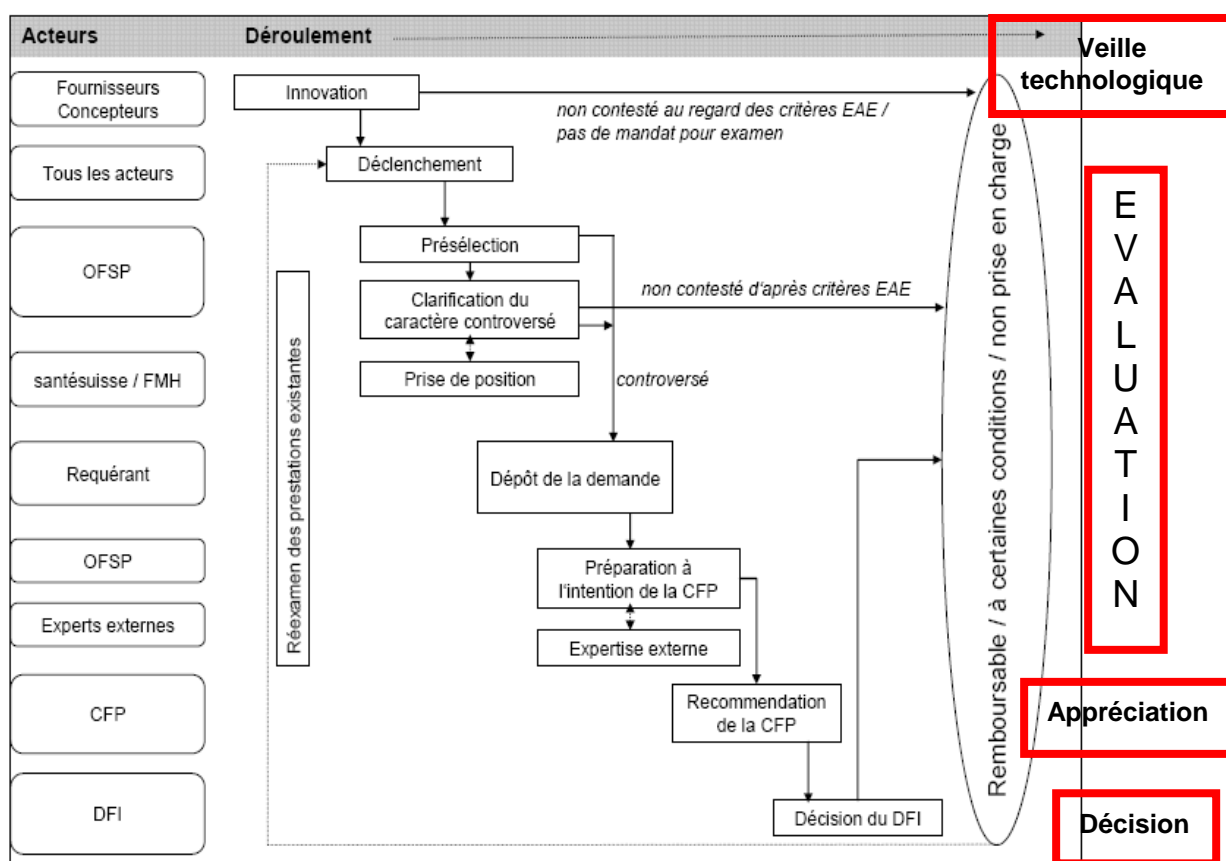 Acteurs
Déroulement
Veille
technologique
Fournisseurs
Concepteurs
Innovation
non contesté au regard des critères EAE /
pas de mandat pour examen
Tous les acteurs
Déclenchement
OFSP
Présélection
Clarification du
caractère controversé
non contesté d'après critères EAE
santésuisse / FMH
Prise de position
controversé
Requérant
Dépôt de la demande
OFSP
Préparation à
l'intention de la CFP
Experts externes
Expertise externe
CFP
Recommendation
de la CFP
DFI
Décision du DFI
Réexamen des prestations existantes
Remboursable / à certaines conditions / non prise en charge
E
V
A
L
U
A
T
I
O
N
Appréciation
Décision